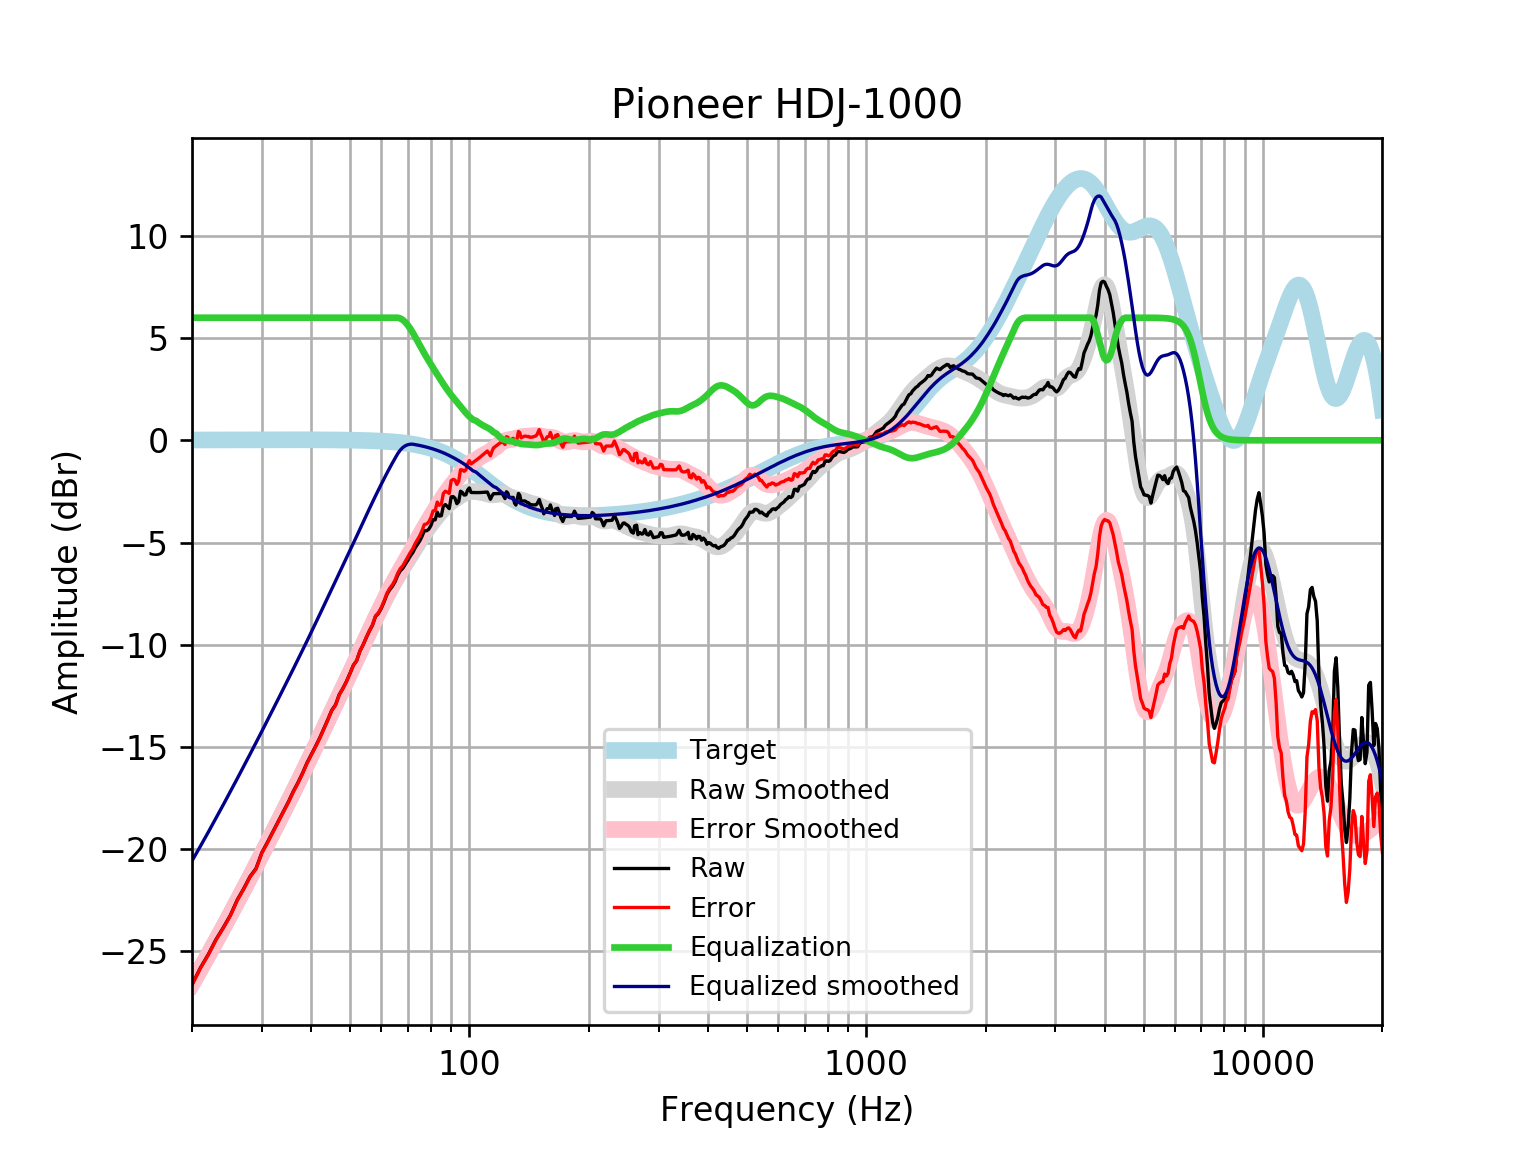 Pioneer HDJ-1000
Amplitude (dBr)
10
5
0
−5
−10
−15
−20
−25
Target
Raw Smoothed
Error Smoothed
Raw
Error
Equalization
Equalized smoothed
100
1000
10000
Frequency (Hz)